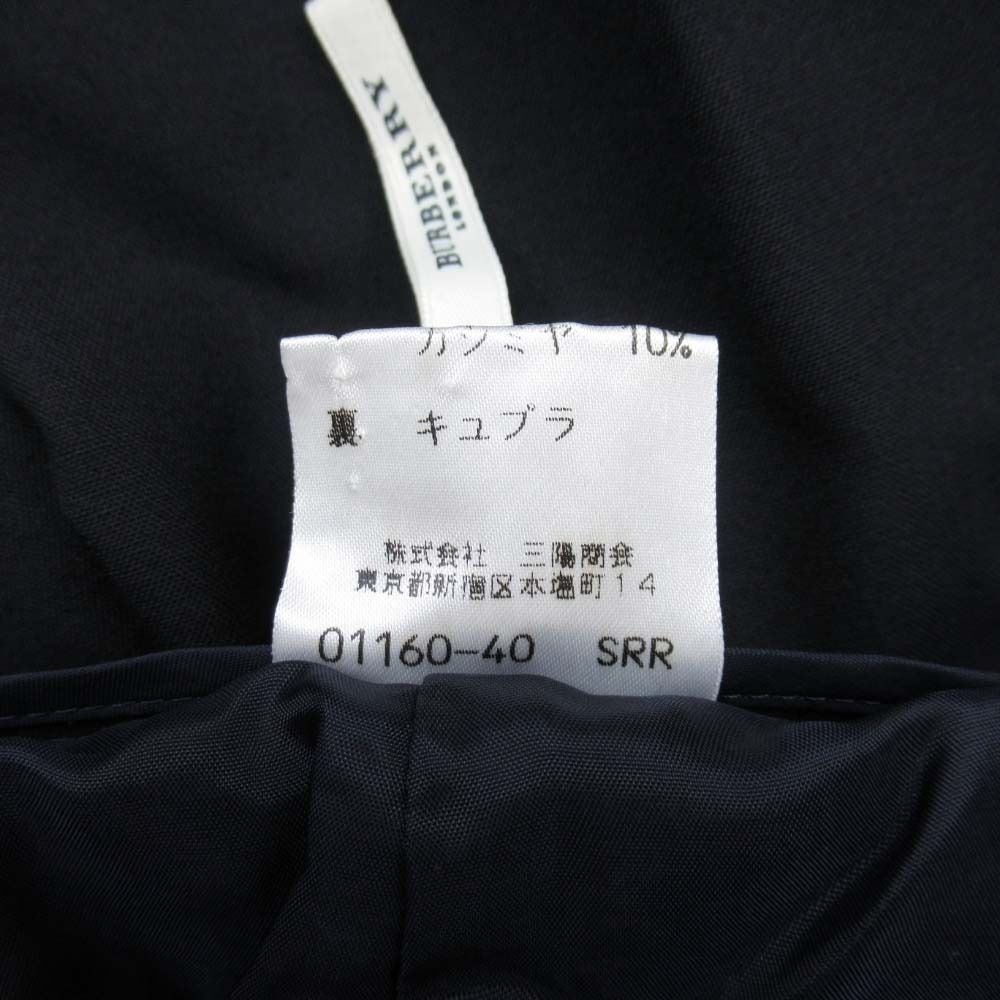 BURBERRY
LONDON
カシミヤ 10%
裏 キュプラ
株式会社 三陽商会
東京都新宿区本塩町14
01160-40 SRR